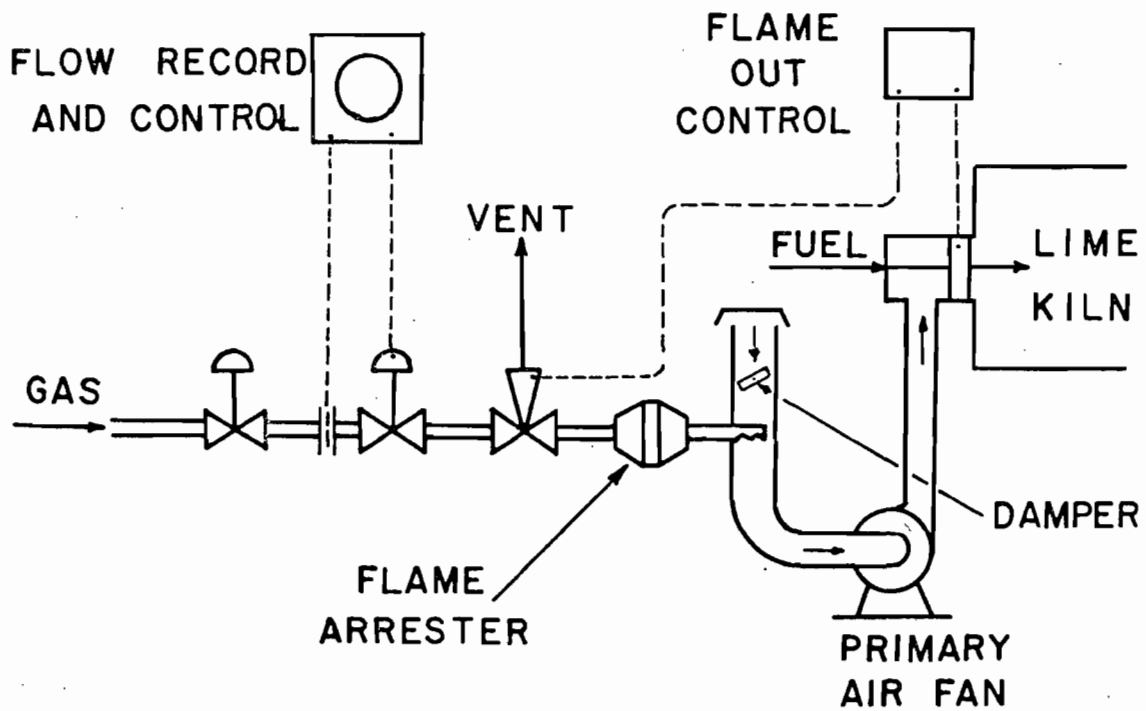 FLOW RECORD
AND CONTROL
FLAME
OUT
CONTROL
VENT
FUEL
LIME
KILN
GAS
DAMPER
FLAME
ARRESTER
PRIMARY
AIR FAN